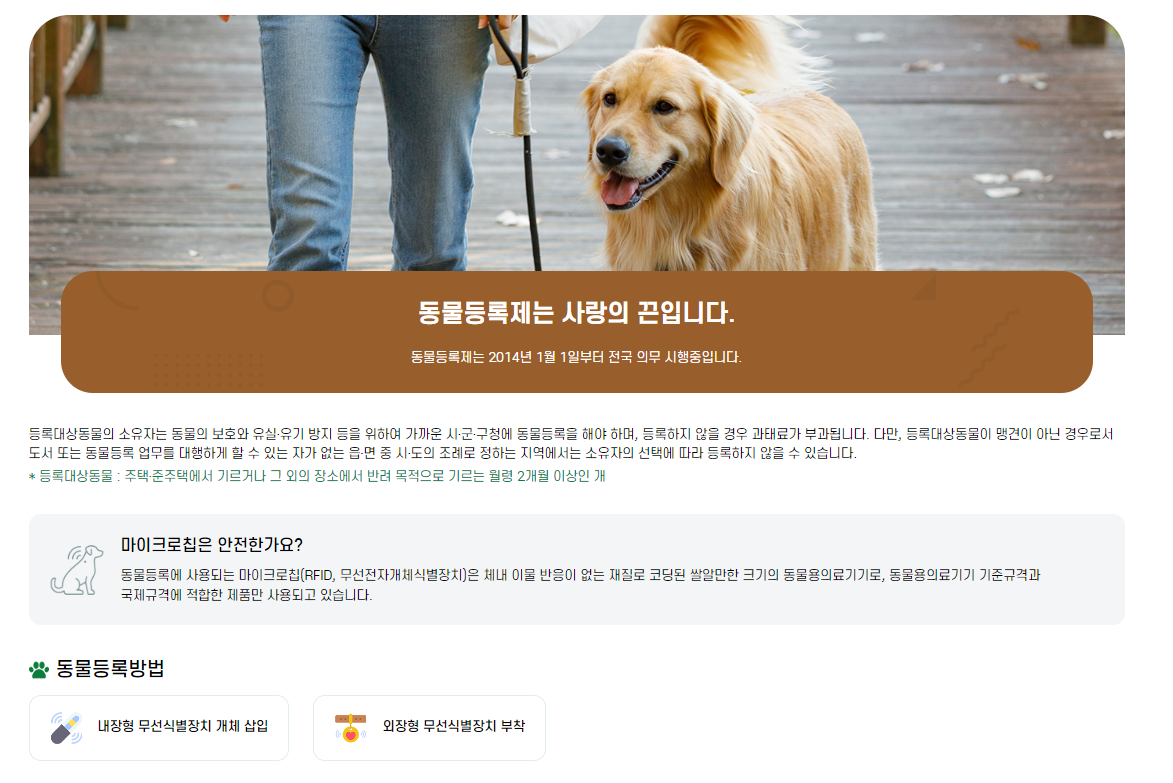 동물등록제는 사랑의 끈입니다.
동물등록제는 2014년 1월 1일부터 전국 의무 시행중입니다.
등록대상동물의 소유자는 동물의 보호와 유실·유기 방지 등을 위하여 가까운 시·군·구청에 동물등록을 해야 하며, 등록하지 않을 경우 과태료가 부과됩니다. 다만, 등록대상동물이 맹견이 아닌 경우로서
도서 또는 동물등록 업무를 대행하게 할 수 있는 자가 없는 읍·면 중 시·도의 조례로 정하는 지역에서는 소유자의 선택에 따라 등록하지 않을 수 있습니다.
* 등록대상동물 : 주택·준주택에서 기르거나 그 외의 장소에서 반려 목적으로 기르는 월령 2개월 이상인 개
마이크로칩은 안전한가요?
동물등록에 사용되는 마이크로칩(RFID, 무선전자개체식별장치)은 체내 이물 반응이 없는 재질로 코딩된 쌀알만한 크기의 동물용의료기기로, 동물용의료기기 기준규격과
국제규격에 적합한 제품만 사용되고 있습니다.
동물등록방법
내장형 무선식별장치 개체 삽입
외장형 무선식별장치 부착